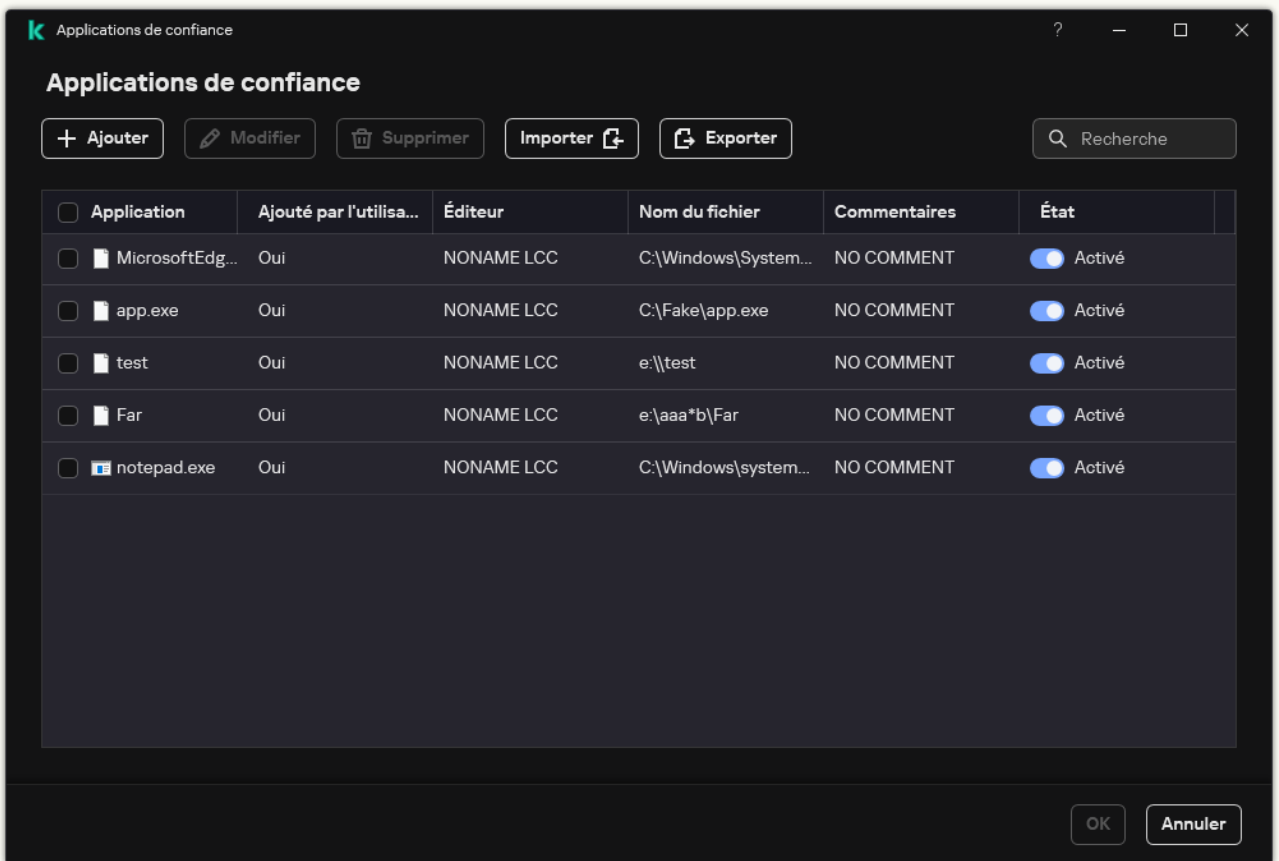 Applications de confiance
?
Applications de confiance
Ajouter Modifier Supprimer Importer Exporter Recherche
Application Ajouté par l'utilisa... Éditeur Nom du fichier Commentaires État
MicrosoftEdg... Oui NONAME LCC C:\Windows\System... NO COMMENT Activé
app.exe Oui NONAME LCC C:\Fake\app.exe NO COMMENT Activé
test Oui NONAME LCC e:\\test NO COMMENT Activé
Far Oui NONAME LCC e:\aaa*b\Far NO COMMENT Activé
notepad.exe Oui NONAME LCC C:\Windows\system... NO COMMENT Activé
OK Annuler